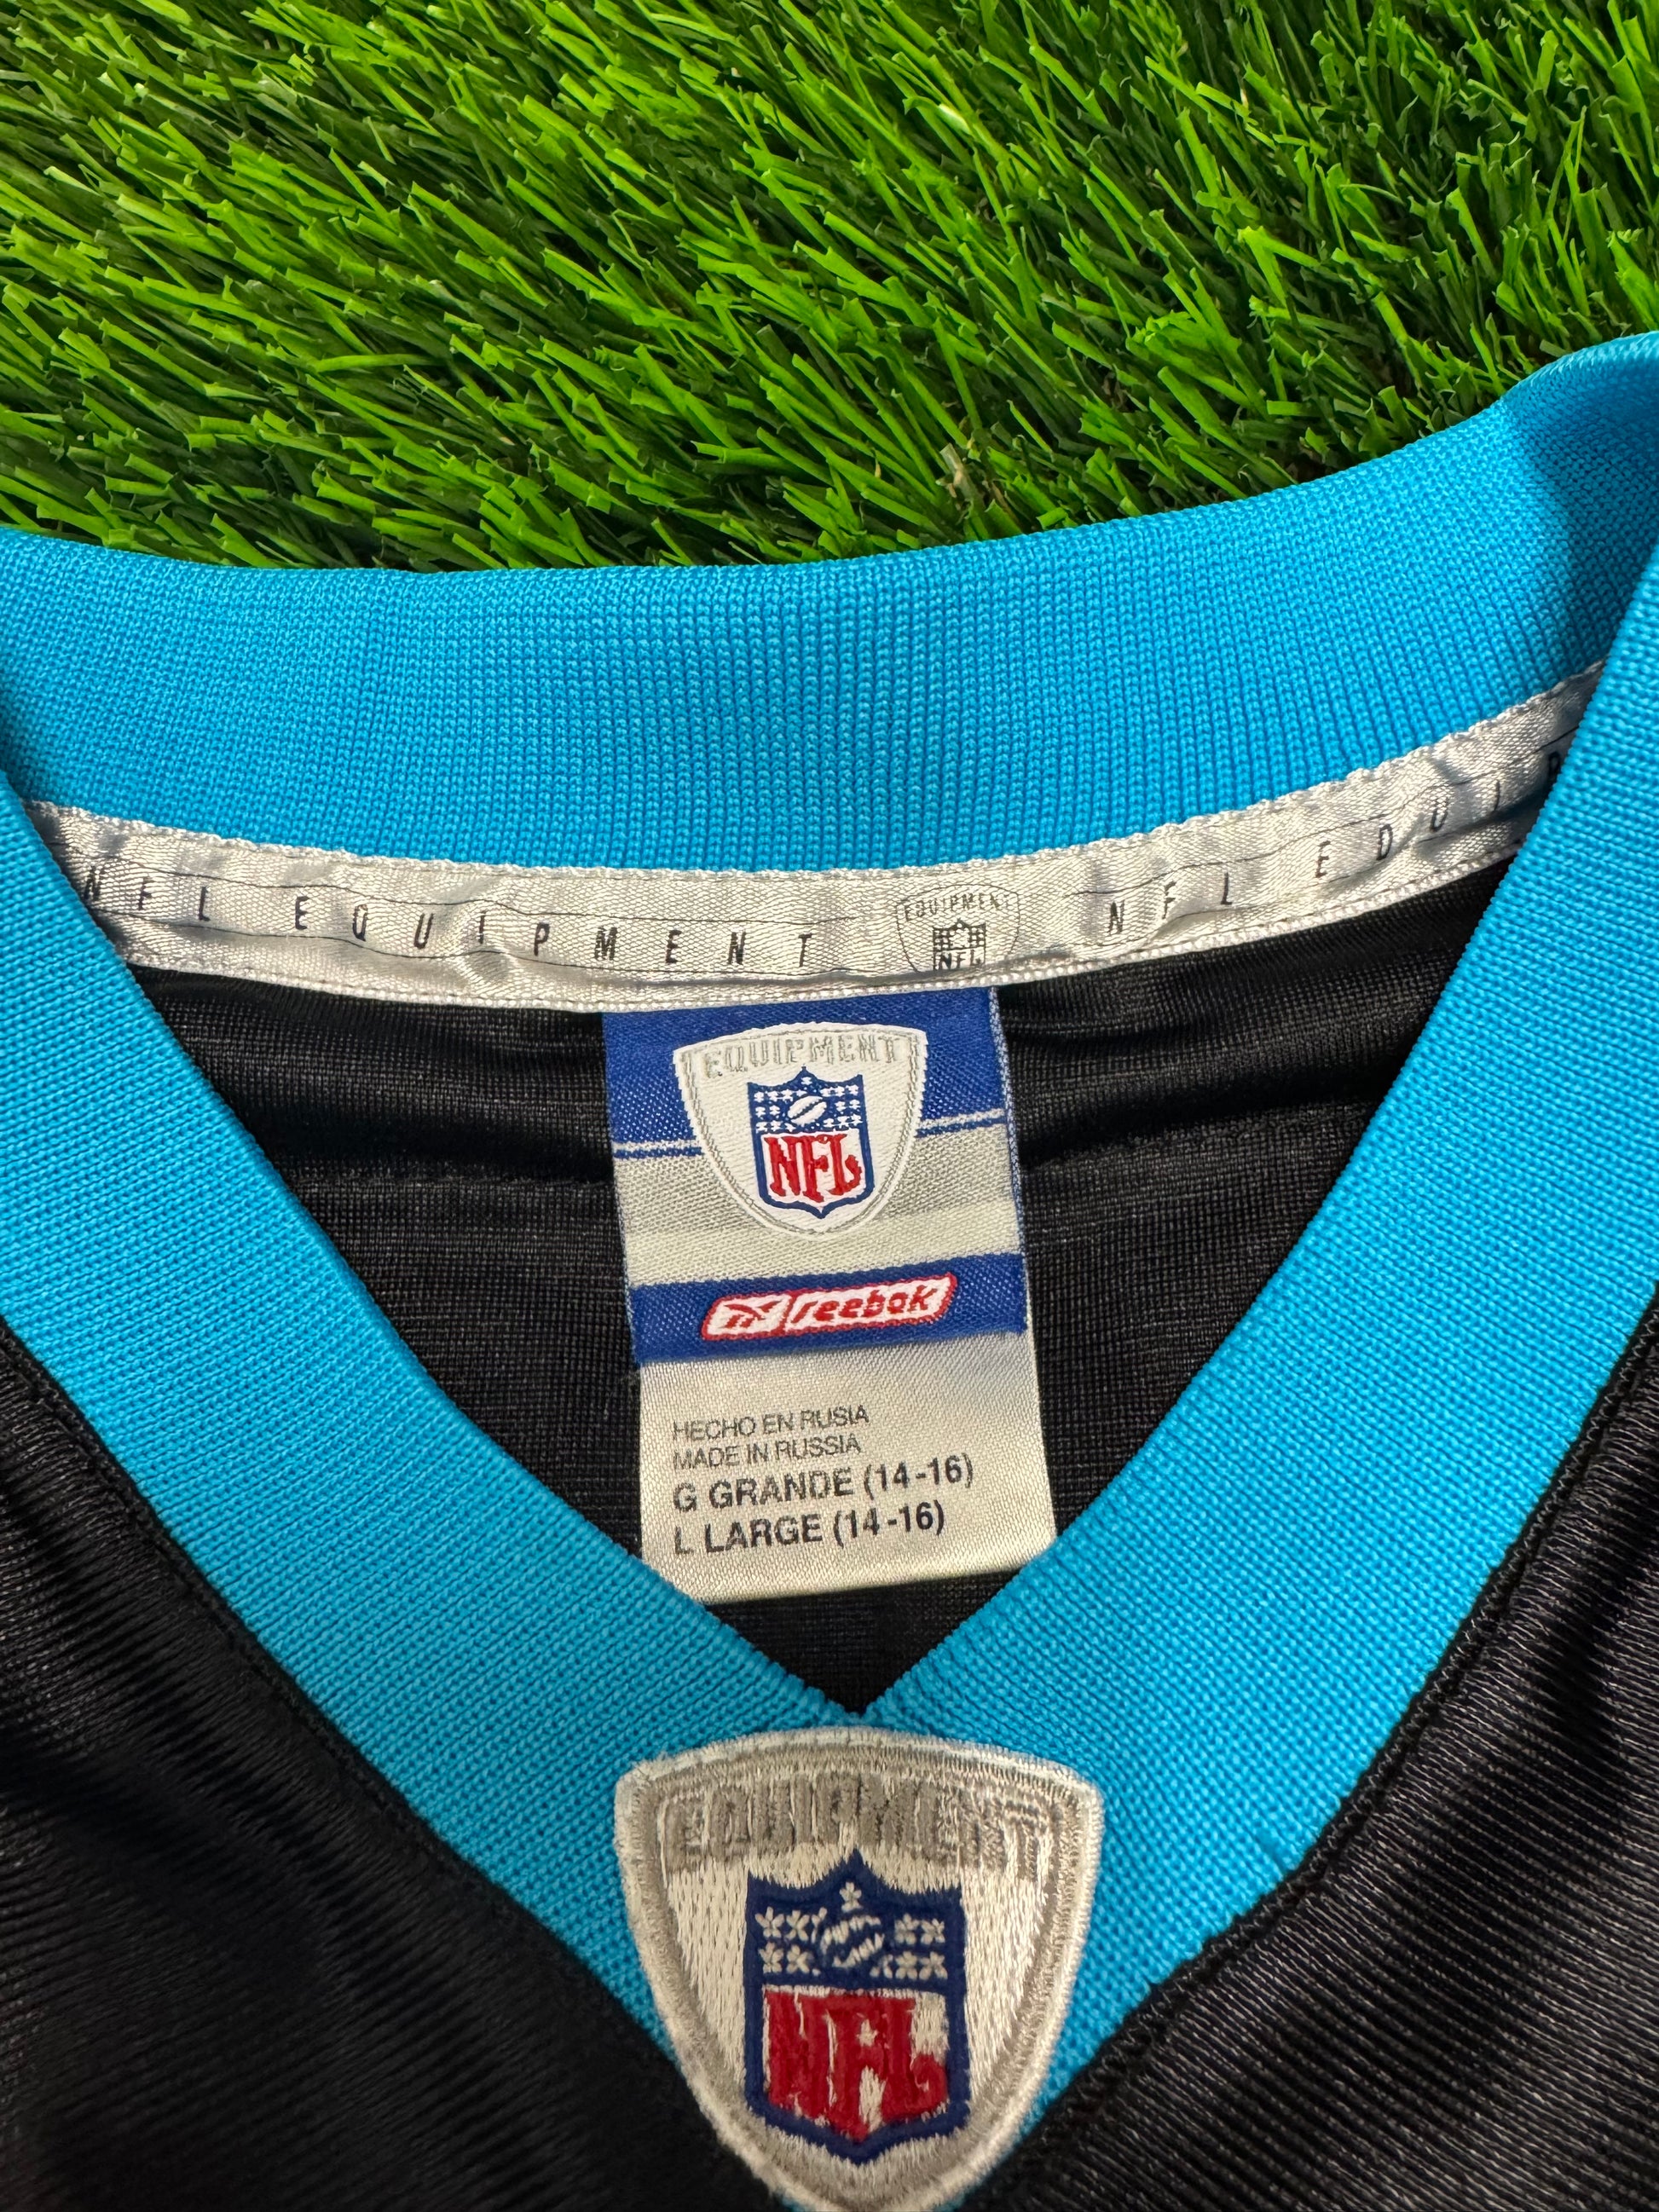 NFL EQUIPMENT EQUIPMENT NFL NFL EQUIP
EQUIPMENT
NFL
reebok
HECHO EN RUSIA
MADE IN RUSSIA
G GRANDE (14-16)
L LARGE (14-16)
EQUIPMENT
NFL